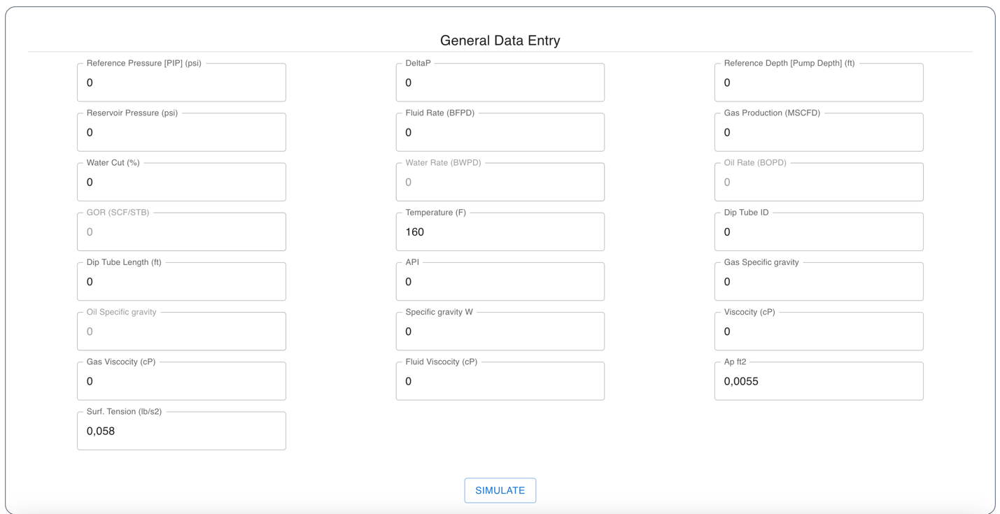 General Data Entry
Reference Pressure [PIP] (psi)
0
DeltaP
0
Reference Depth [Pump Depth] (ft)
0
Reservoir Pressure (psi)
0
Fluid Rate (BFPD)
0
Gas Production (MSCFD)
0
Water Cut (%)
0
Water Rate (BWPD)
0
Oil Rate (BOPD)
0
GOR (SCF/STB)
0
Temperature (F)
160
Dip Tube ID
0
Dip Tube Length (ft)
0
API
0
Gas Specific gravity
0
Oil Specific gravity
0
Specific gravity W
0
Viscocity (cP)
0
Gas Viscocity (cP)
0
Fluid Viscocity (cP)
0
Ap ft2
0,0055
Surf. Tension (lb/s2)
0,058
SIMULATE